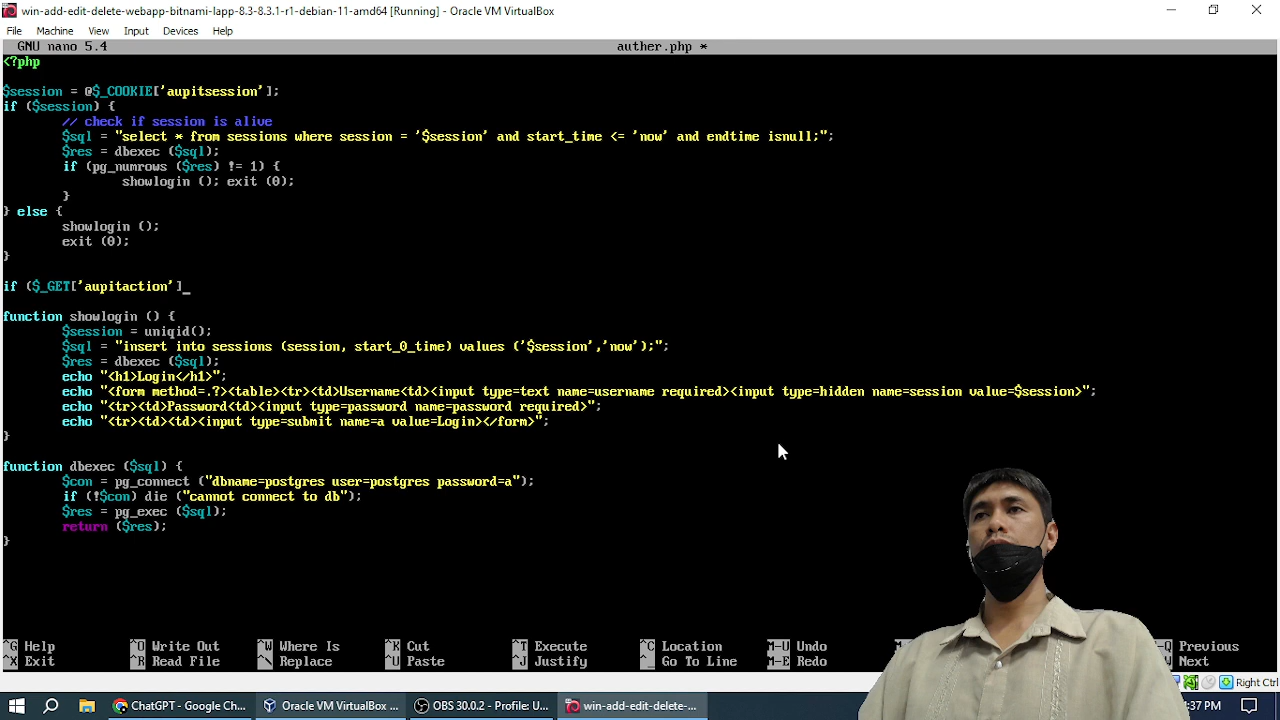 win-add-edit-delete-webapp-bitnami-lapp-8.3-8.3.1-r1-debian-11-amd64 [Running] - Oracle VM VirtualBox
File Machine View Input Devices Help
GNU nano 5.4 auther.php *
<?php
$session = @$_COOKIE['aupitsession'];
if ($session) {
// check if session is alive
$sql = "select * from sessions where session = '$session' and start_time <= 'now' and endtime isnull;";
$res = dbexec ($sql);
if (pg_numrows ($res) != 1) {
showlogin (); exit (0);
}
} else {
showlogin ();
exit (0);
}
if ($_GET['aupitaction']_
function showlogin () {
$session = uniqid();
$sql = "insert into sessions (session, start_0_time) values ('$session','now');";
$res = dbexec ($sql);
echo "<h1>Login</h1>";
echo "<form method=.?><table><tr><td>Username<td><input type=text name=username required><input type=hidden name=session value=$session>";
echo "<tr><td>Password<td><input type=password name=password required>";
echo "<tr><td><td><input type=submit name=a value=Login></form>";
}
function dbexec ($sql) {
$con = pg_connect ("dbname=postgres user=postgres password=a");
if (!$con) die ("cannot connect to db");
$res = pg_exec ($sql);
return ($res);
}
^G Help ^O Write Out ^W Where Is ^K Cut ^T Execute ^C Location M-U Undo Previous
^X Exit ^R Read File ^\ Replace ^U Paste ^J Justify ^_ Go To Line M-E Redo Next
Right Ctrl
ChatGPT - Google Ch... Oracle VM VirtualBox ... OBS 30.0.2 - Profile: U... win-add-edit-delete-... :37 PM